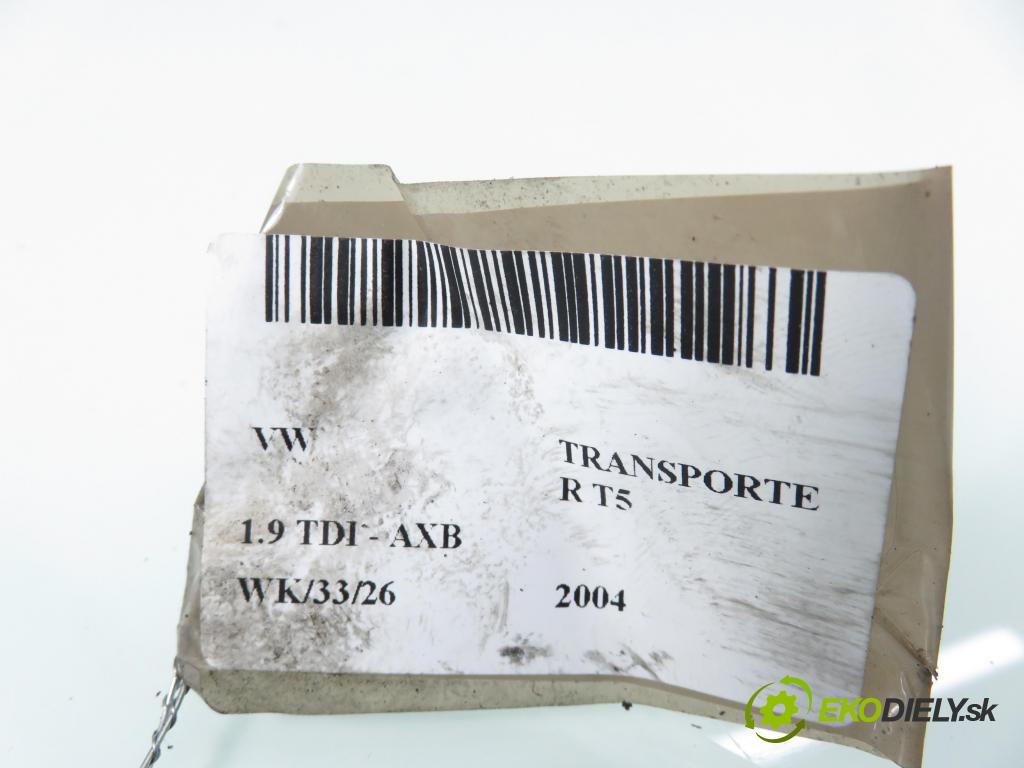 VW
TRANSPORTE
R T5
1.9 TDI - AXB
WK/33/26
2004
EKODIELY.sk